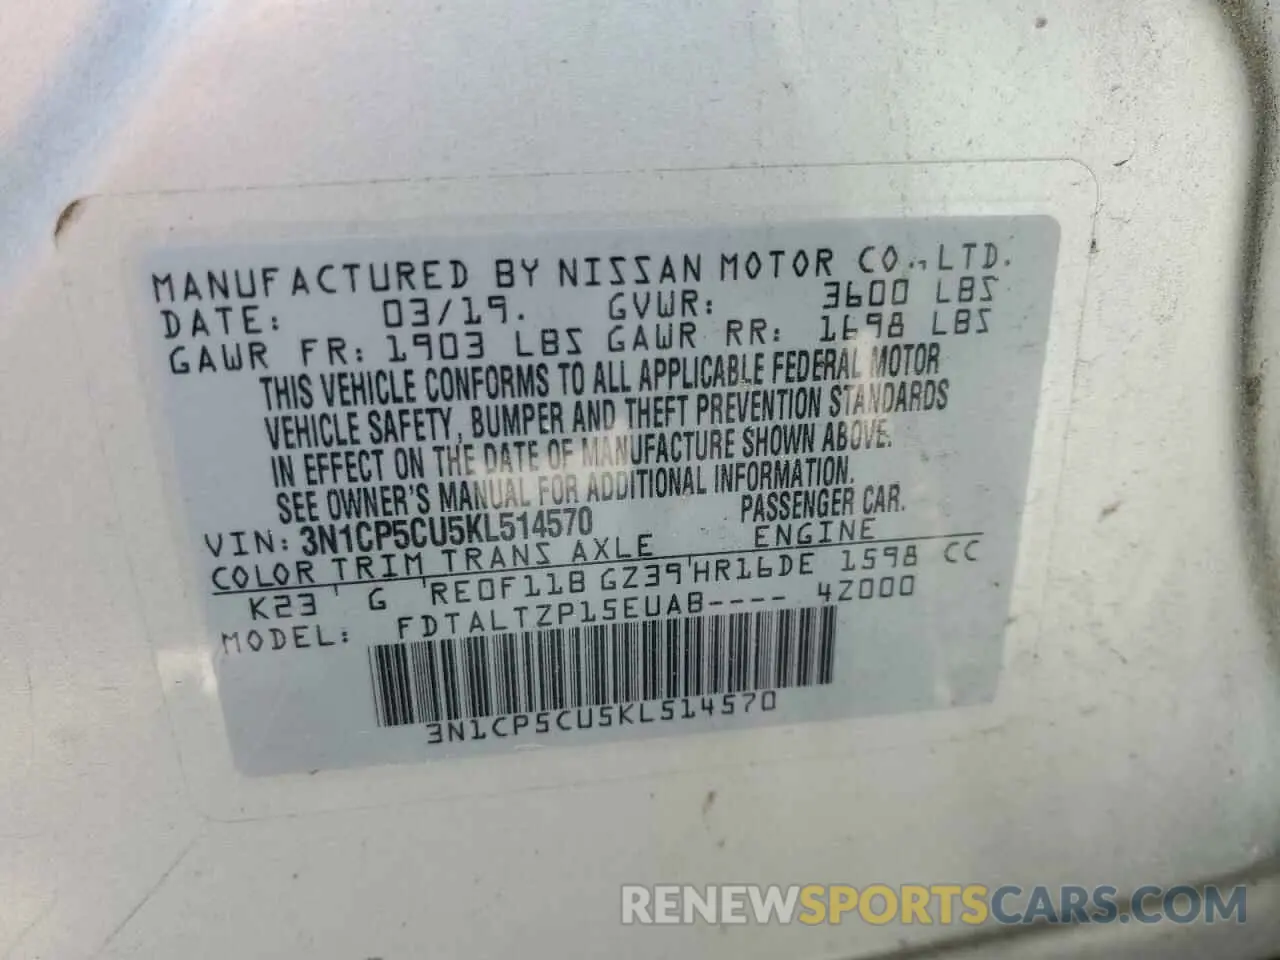 MANUFACTURED BY NISSAN MOTOR CO., LTD.
DATE: 03/19. GVWR: 3600 LBS
GAWR FR: 1903 LBS GAWR RR: 1698 LBS
THIS VEHICLE CONFORMS TO ALL APPLICABLE FEDERAL MOTOR
VEHICLE SAFETY, BUMPER AND THEFT PREVENTION STANDARDS
IN EFFECT ON THE DATE OF MANUFACTURE SHOWN ABOVE.
SEE OWNER'S MANUAL FOR ADDITIONAL INFORMATION.
VIN: 3N1CP5CU5KL514570 PASSENGER CAR.
COLOR TRIM TRANS AXLE ENGINE
K23 G RE0F11B GZ39 HR16DE 1598 CC
MODEL: FDTALTZP15EUAB---- 4Z000
3N1CP5CU5KL514570
RENEWSPORTSCARS.COM